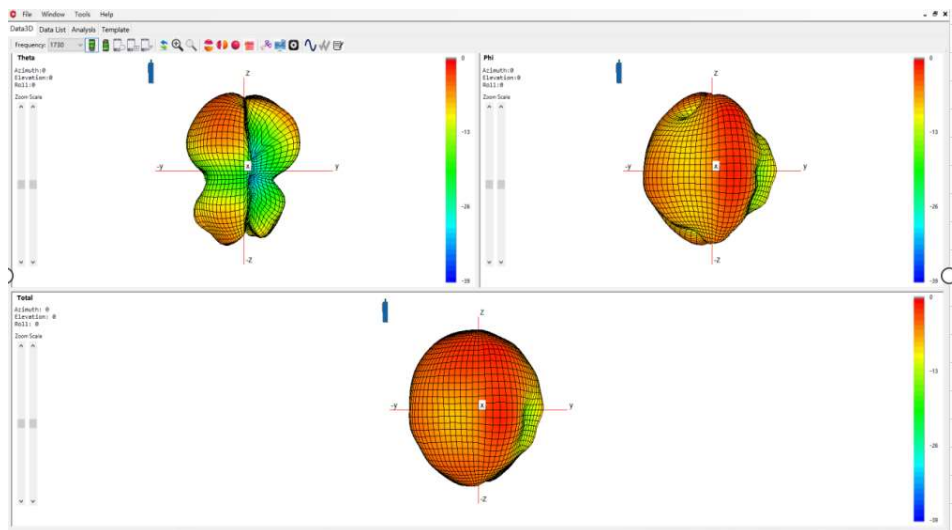 File Window Tools Help
Data3D Data List Analysis Template
Frequency: 1730
Theta
Azimuth:0
Elevation:0
Roll:0
Zoom Scale
Z
-y
x
y
-Z
0
-13
-26
-39
Phi
Azimuth:0
Elevation:0
Roll:0
Zoom Scale
Z
-y
x
y
-Z
0
-13
-26
-39
Total
Azimuth: 0
Elevation: 0
Roll: 0
Zoom Scale
Z
-y
x
y
-Z
0
-13
-26
-39